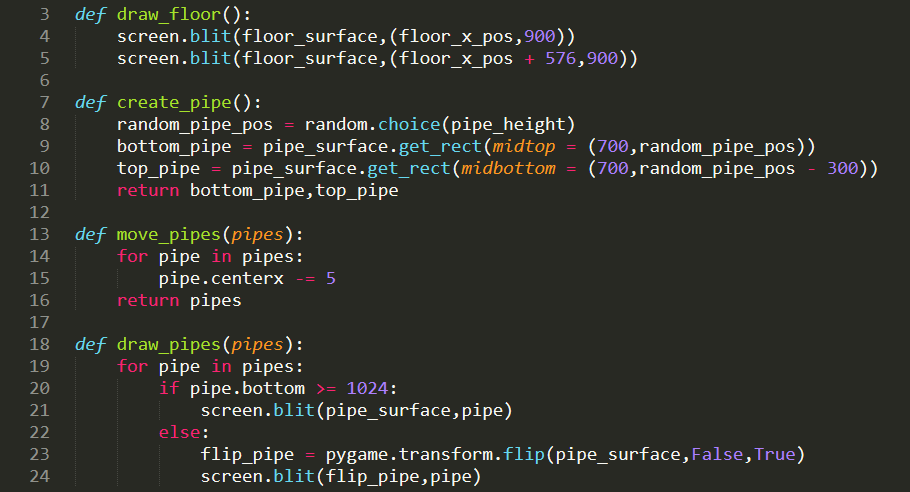 3 def draw_floor():
4     screen.blit(floor_surface,(floor_x_pos,900))
5     screen.blit(floor_surface,(floor_x_pos + 576,900))
6
7 def create_pipe():
8     random_pipe_pos = random.choice(pipe_height)
9     bottom_pipe = pipe_surface.get_rect(midtop = (700,random_pipe_pos))
10     top_pipe = pipe_surface.get_rect(midbottom = (700,random_pipe_pos - 300))
11     return bottom_pipe,top_pipe
12
13 def move_pipes(pipes):
14     for pipe in pipes:
15         pipe.centerx -= 5
16     return pipes
17
18 def draw_pipes(pipes):
19     for pipe in pipes:
20         if pipe.bottom >= 1024:
21             screen.blit(pipe_surface,pipe)
22         else:
23             flip_pipe = pygame.transform.flip(pipe_surface,False,True)
24             screen.blit(flip_pipe,pipe)